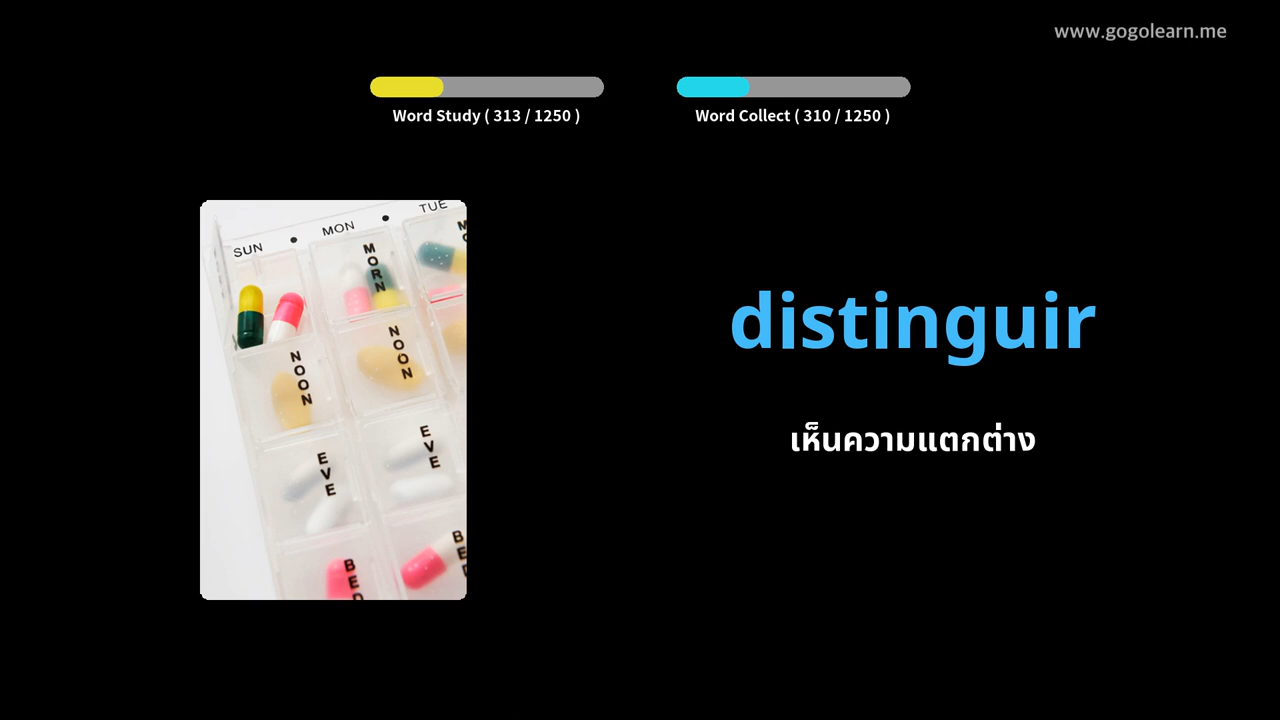 www.gogolearn.me
Word Study ( 313 / 1250 )
Word Collect ( 310 / 1250 )
SUN
MON
TUE
MORN
NOON
NOON
EVE
EVE
BED
distinguir
เห็นความแตกต่าง